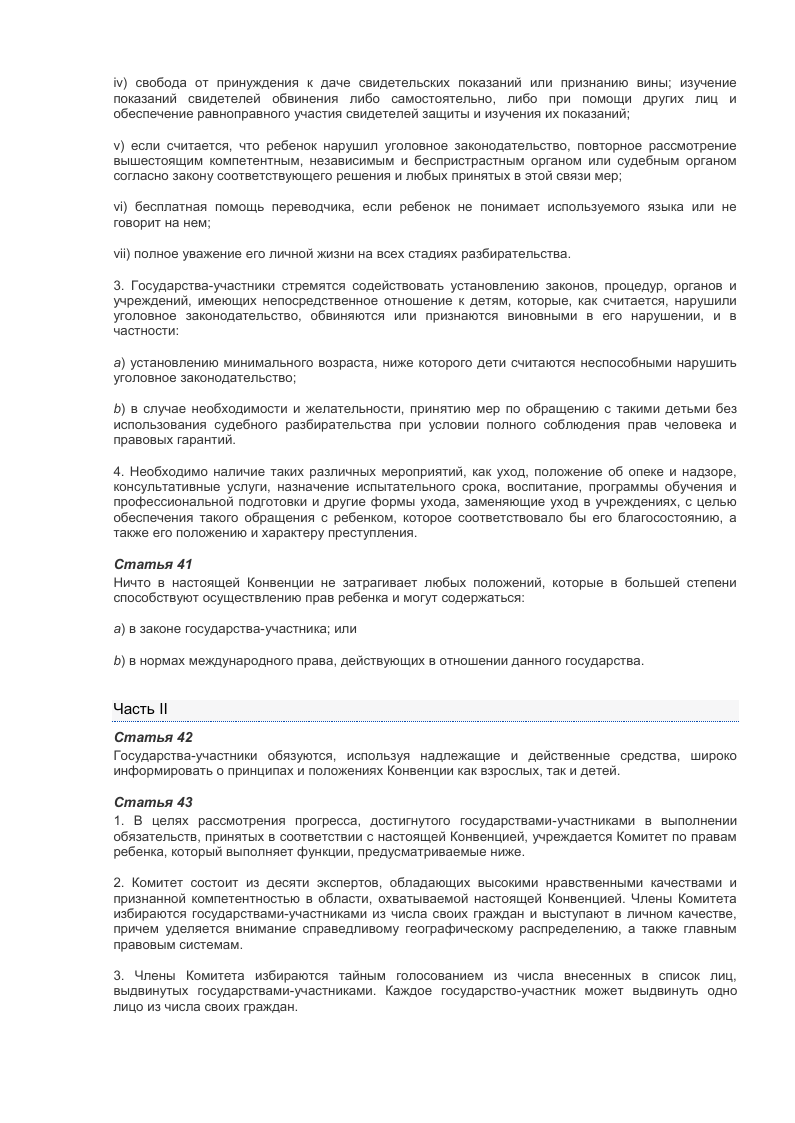 iv) свобода от принуждения к даче свидетельских показаний или признанию вины; изучение
показаний свидетелей обвинения либо самостоятельно, либо при помощи других лиц и
обеспечение равноправного участия свидетелей защиты и изучения их показаний;
v) если считается, что ребенок нарушил уголовное законодательство, повторное рассмотрение
вышестоящим компетентным, независимым и беспристрастным органом или судебным органом
согласно закону соответствующего решения и любых принятых в этой связи мер;
vi) бесплатная помощь переводчика, если ребенок не понимает используемого языка или не
говорит на нем;
vii) полное уважение его личной жизни на всех стадиях разбирательства.
3. Государства-участники стремятся содействовать установлению законов, процедур, органов и
учреждений, имеющих непосредственное отношение к детям, которые, как считается, нарушили
уголовное законодательство, обвиняются или признаются виновными в его нарушении, и в
частности:
a) установлению минимального возраста, ниже которого дети считаются неспособными нарушить
уголовное законодательство;
b) в случае необходимости и желательности, принятию мер по обращению с такими детьми без
использования судебного разбирательства при условии полного соблюдения прав человека и
правовых гарантий.
4. Необходимо наличие таких различных мероприятий, как уход, положение об опеке и надзоре,
консультативные услуги, назначение испытательного срока, воспитание, программы обучения и
профессиональной подготовки и другие формы ухода, заменяющие уход в учреждениях, с целью
обеспечения такого обращения с ребенком, которое соответствовало бы его благосостоянию, а
также его положению и характеру преступления.
Статья 41
Ничто в настоящей Конвенции не затрагивает любых положений, которые в большей степени
способствуют осуществлению прав ребенка и могут содержаться:
a) в законе государства-участника; или
b) в нормах международного права, действующих в отношении данного государства.
Часть II
Статья 42
Государства-участники обязуются, используя надлежащие и действенные средства, широко
информировать о принципах и положениях Конвенции как взрослых, так и детей.
Статья 43
1. В целях рассмотрения прогресса, достигнутого государствами-участниками в выполнении
обязательств, принятых в соответствии с настоящей Конвенцией, учреждается Комитет по правам
ребенка, который выполняет функции, предусматриваемые ниже.
2. Комитет состоит из десяти экспертов, обладающих высокими нравственными качествами и
признанной компетентностью в области, охватываемой настоящей Конвенцией. Члены Комитета
избираются государствами-участниками из числа своих граждан и выступают в личном качестве,
причем уделяется внимание справедливому географическому распределению, а также главным
правовым системам.
3. Члены Комитета избираются тайным голосованием из числа внесенных в список лиц,
выдвинутых государствами-участниками. Каждое государство-участник может выдвинуть одно
лицо из числа своих граждан.